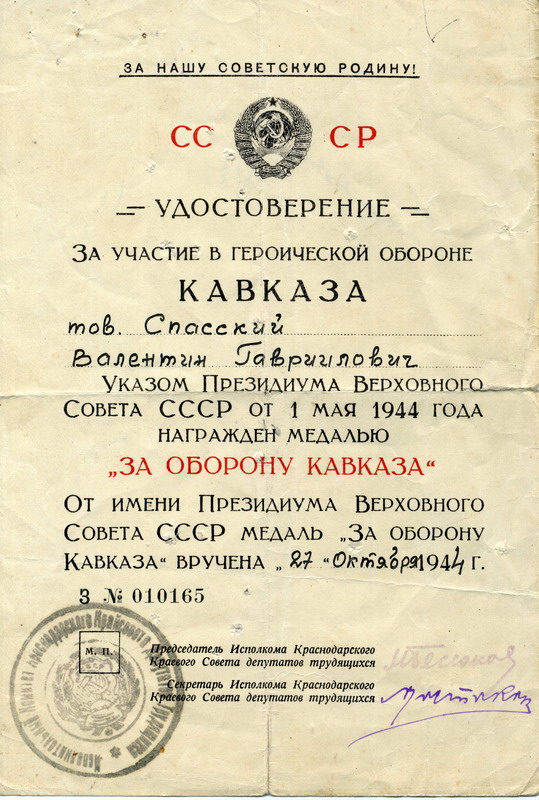 ЗА НАШУ СОВЕТСКУЮ РОДИНУ!
СС СР
УДОСТОВЕРЕНИЕ
ЗА УЧАСТИЕ В ГЕРОИЧЕСКОЙ ОБОРОНЕ
КАВКАЗА
тов. Спасский
Валентин Гавриилович
УКАЗОМ ПРЕЗИДИУМА ВЕРХОВНОГО
СОВЕТА СССР ОТ 1 МАЯ 1944 ГОДА
НАГРАЖДЕН МЕДАЛЬЮ
„ЗА ОБОРОНУ КАВКАЗА“
ОТ ИМЕНИ ПРЕЗИДИУМА ВЕРХОВНОГО
СОВЕТА СССР МЕДАЛЬ „ЗА ОБОРОНУ
КАВКАЗА“ ВРУЧЕНА „27“ Октября 1944 Г.
З № 010165
М. П.
Председатель Исполкома Краснодарского
Краевого Совета депутатов трудящихся
Секретарь Исполкома Краснодарского
Краевого Совета депутатов трудящихся